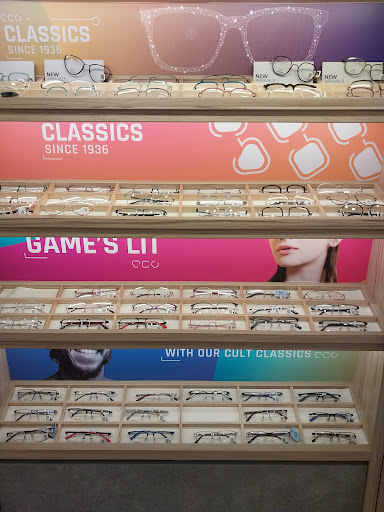 CLASSICS
SINCE 1936
NEW
NEW
NEW
CLASSICS
SINCE 1936
GAME'S LIT
WITH OUR CULT CLASSICS